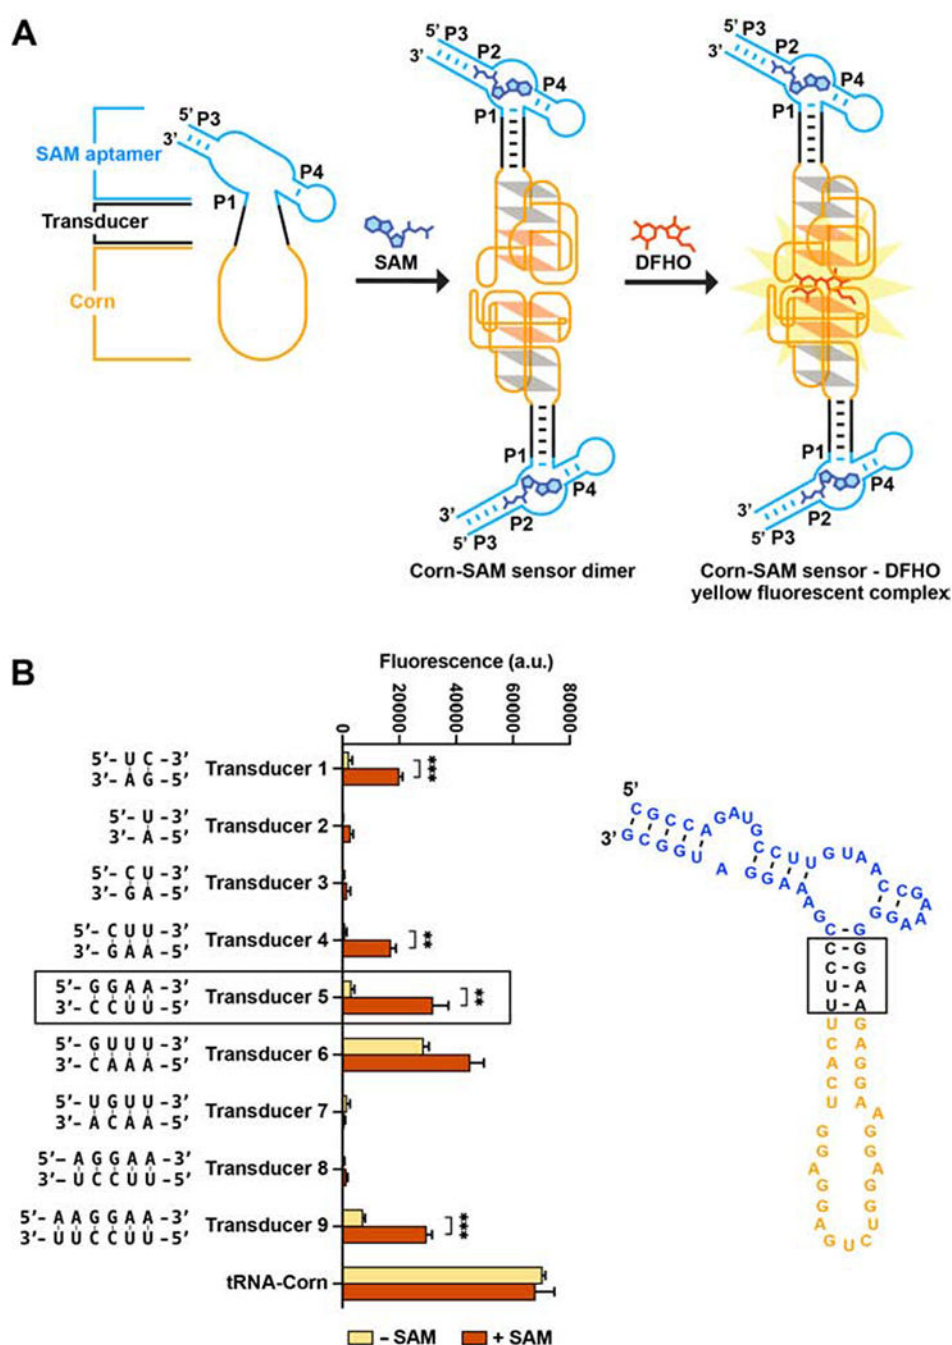 A
5' P3
3'
SAM aptamer
P4
P1
Transducer
Corn
SAM
5' P3
3'
P2
P4
P1
P1
P4
3'
P2
5' P3
Corn-SAM sensor dimer
DFHO
5' P3
3'
P2
P4
P1
P1
P4
3'
P2
5' P3
Corn-SAM sensor - DFHO
yellow fluorescent complex
B
Fluorescence (a.u.)
0
200000
400000
600000
800000
5'- U C -3'
3'- A G -5'
Transducer 1
***
5'- U -3'
3'- A -5'
Transducer 2
5'- C U -3'
3'- G A -5'
Transducer 3
5'- C U U -3'
3'- G A A -5'
Transducer 4
**
5'- G G A A -3'
3'- C C U U -5'
Transducer 5
**
5'- G U U U -3'
3'- C A A A -5'
Transducer 6
5'- U G U U -3'
3'- A C A A -5'
Transducer 7
5'- A G G A A -3'
3'- U C C U U -5'
Transducer 8
5'- A A G G A A -3'
3'- U U C C U U -5'
Transducer 9
***
tRNA-Corn
- SAM
+ SAM
5'
C G C C A G A U G C C U U G U A A C C G A A A G G G
3'
G C G G U A G G A A A G C - G
C - G
C - G
U - A
U - A
U G
C A
A G
C G
U A
A G G A G G U C U G A G G A G G